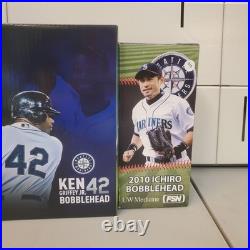 42
KEN 42
GRIFFEY JR.
BOBBLEHEAD
MARINERS
2010 ICHIRO
BOBBLEHEAD
UW Medicine FSN